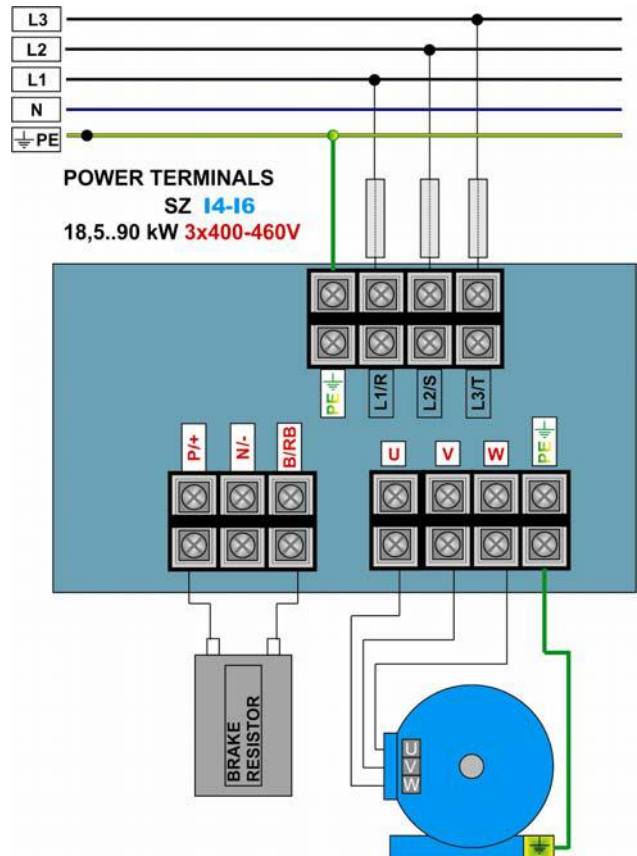 L3
L2
L1
N
⏚ PE
POWER TERMINALS
SZ I4-I6
18,5..90 kW 3x400-460V
PE⏚
L1/R
L2/S
L3/T
P/+
N/-
B/RB
U
V
W
PE⏚
BRAKE
RESISTOR
U
V
W